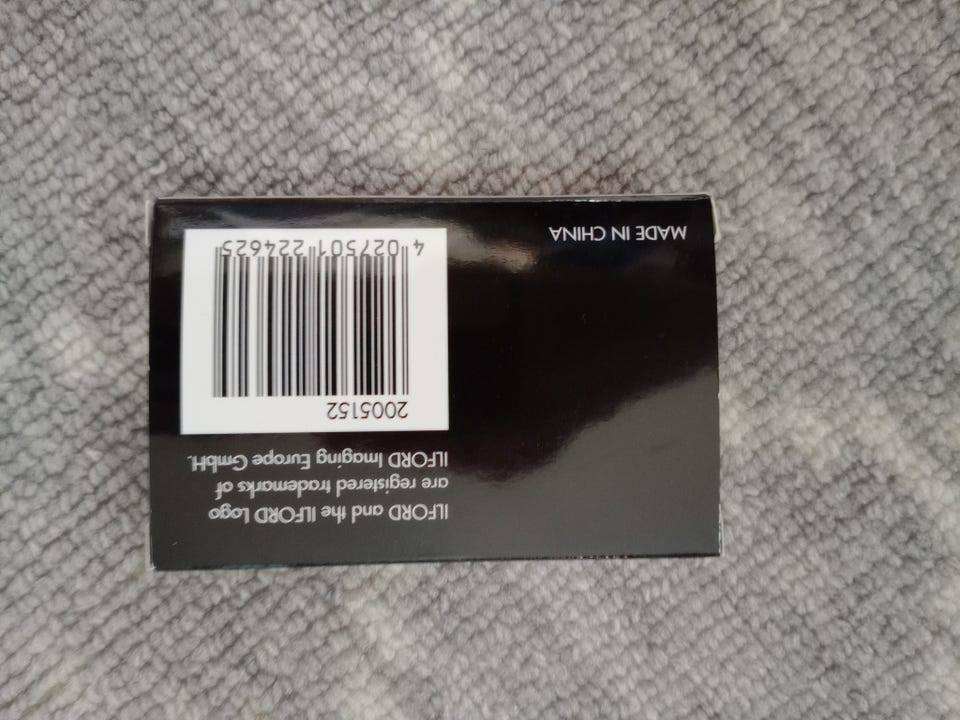 ILFORD and the ILFORD Logo
are registered trademarks of
ILFORD Imaging Europe GmbH.
2005152
4 027501 224625
MADE IN CHINA